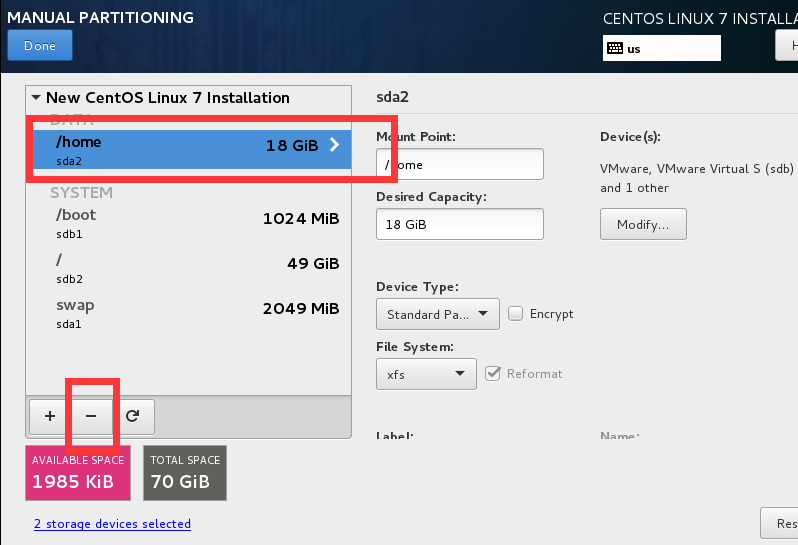 MANUAL PARTITIONING
CENTOS LINUX 7 INSTALLA
Done
us
H
New CentOS Linux 7 Installation
DATA
/home
18 GiB
sda2
SYSTEM
/boot
1024 MiB
sdb1
/
49 GiB
sdb2
swap
2049 MiB
sda1
+ − 
AVAILABLE SPACE
1985 KiB
TOTAL SPACE
70 GiB
2 storage devices selected
sda2
Mount Point:
/home
Desired Capacity:
18 GiB
Device(s):
VMware, VMware Virtual S (sdb)
and 1 other
Modify...
Device Type:
Standard Pa...
Encrypt
File System:
xfs
Reformat
Label:
Name:
Res